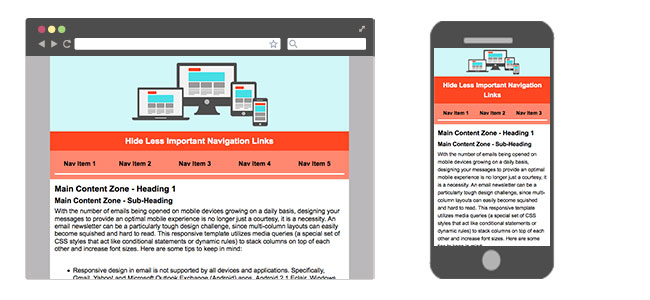 Hide Less Important Navigation Links
Nav Item 1 Nav Item 2 Nav Item 3 Nav Item 4 Nav Item 5
Main Content Zone - Heading 1
Main Content Zone - Sub-Heading
With the number of emails being opened on mobile devices growing on a daily basis, designing your
messages to provide an optimal mobile experience is no longer just a courtesy, it is a necessity. An
email newsletter can be a particularly tough design challenge, since multi-column layouts can easily
become squished and hard to read. This responsive template utilizes media queries (a special set of
CSS styles that act like conditional statements or dynamic rules) to stack columns on top of each
other and increase font sizes. Here are some tips to keep in mind:
• Responsive design in email is not supported by all devices and applications. Specifically,
Gmail, Yahoo! and Microsoft Outlook Exchange (Android) apps, Android 2.1 Eclair, Windows
Hide Less Important Navigation
Links
Nav Item 1 Nav Item 2 Nav Item 3
Main Content Zone - Heading 1
Main Content Zone - Sub-Heading
With the number of emails being opened on
mobile devices growing on a daily basis,
designing your messages to provide an optimal
mobile experience is no longer just a courtesy, it
is a necessity. An email newsletter can be a
particularly tough design challenge, since multi-
column layouts can easily become squished
and hard to read. This responsive template
utilizes media queries (a special set of CSS
styles that act like conditional statements or
dynamic rules) to stack columns on top of each
other and increase font sizes. Here are some
tips to keep in mind: